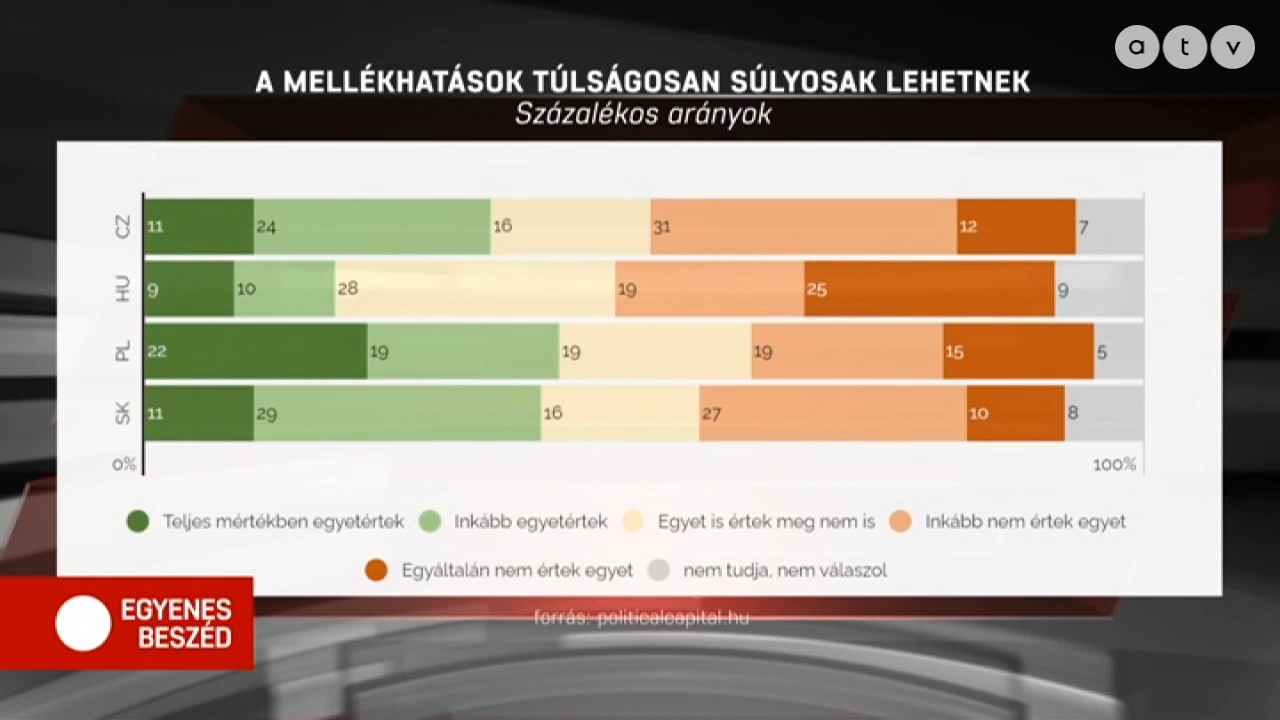 a t v
A MELLÉKHATÁSOK TÚLSÁGOSAN SÚLYOSAK LEHETNEK
Százalékos arányok
CZ 11 24 16 31 12 7
HU 9 10 28 19 25 9
PL 22 19 19 19 15 5
SK 11 29 16 27 10 8
0% 100%
Teljes mértékben egyetértek Inkább egyetértek Egyet is értek meg nem is Inkább nem értek egyet
Egyáltalán nem értek egyet nem tudja, nem válaszol
EGYENES
BESZÉD
forrás: politicalcapital.hu